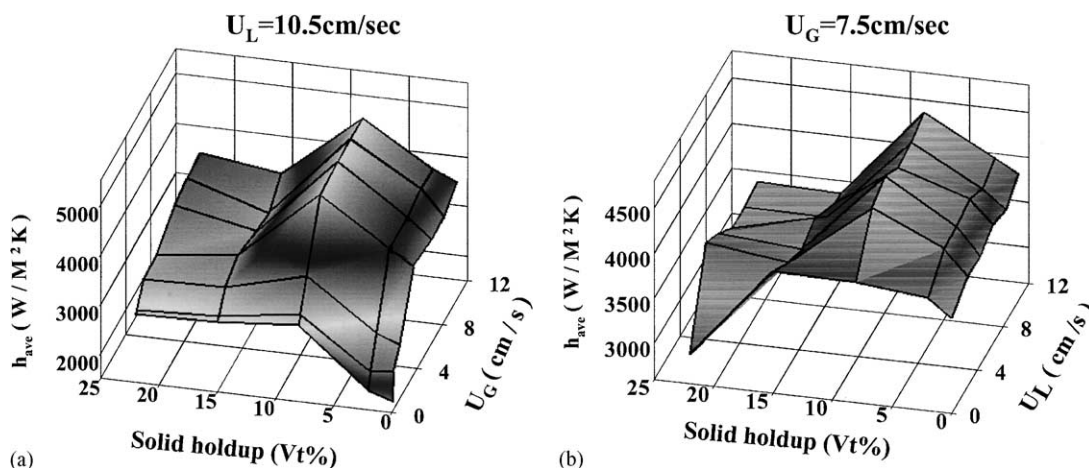 U_L=10.5cm/sec
5000
4000
3000
2000
h_ave ( W / M ² K )
25
20
15
10
5
0
Solid holdup (Vt%)
0
4
8
12
U_G ( cm / s )
(a)
U_G=7.5cm/sec
4500
4000
3500
3000
h_ave ( W / M ² K )
25
20
15
10
5
0
Solid holdup (Vt%)
0
4
8
12
U_L ( cm / s )
(b)